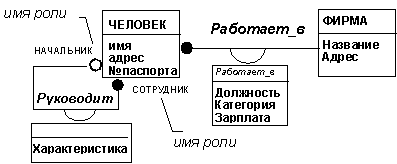 имя роли
ЧЕЛОВЕК
имя
адрес
№паспорта
НАЧАЛЬНИК
СОТРУДНИК
Руководит
Характеристика
имя роли
Работает_в
Работает_в
Должность
Категория
Зарплата
ФИРМА
Название
Адрес